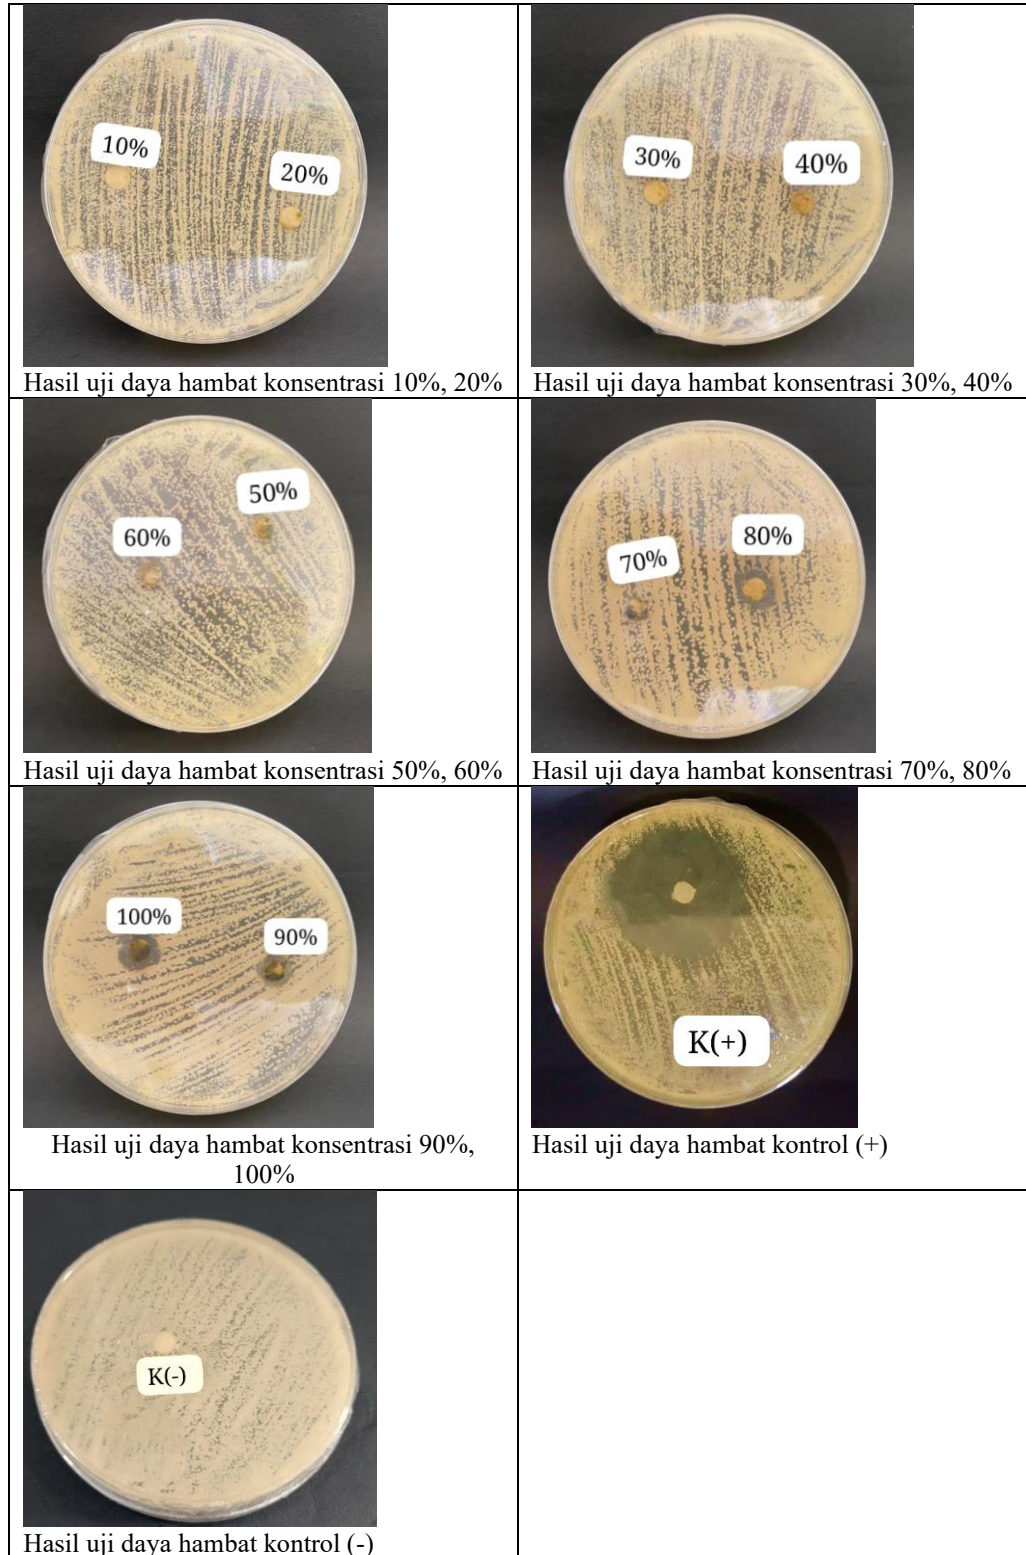 10%
20%
Hasil uji daya hambat konsentrasi 10%, 20%
30%
40%
Hasil uji daya hambat konsentrasi 30%, 40%
50%
60%
Hasil uji daya hambat konsentrasi 50%, 60%
70%
80%
Hasil uji daya hambat konsentrasi 70%, 80%
100%
90%
Hasil uji daya hambat konsentrasi 90%,
100%
K(+)
Hasil uji daya hambat kontrol (+)
K(-)
Hasil uji daya hambat kontrol (-)